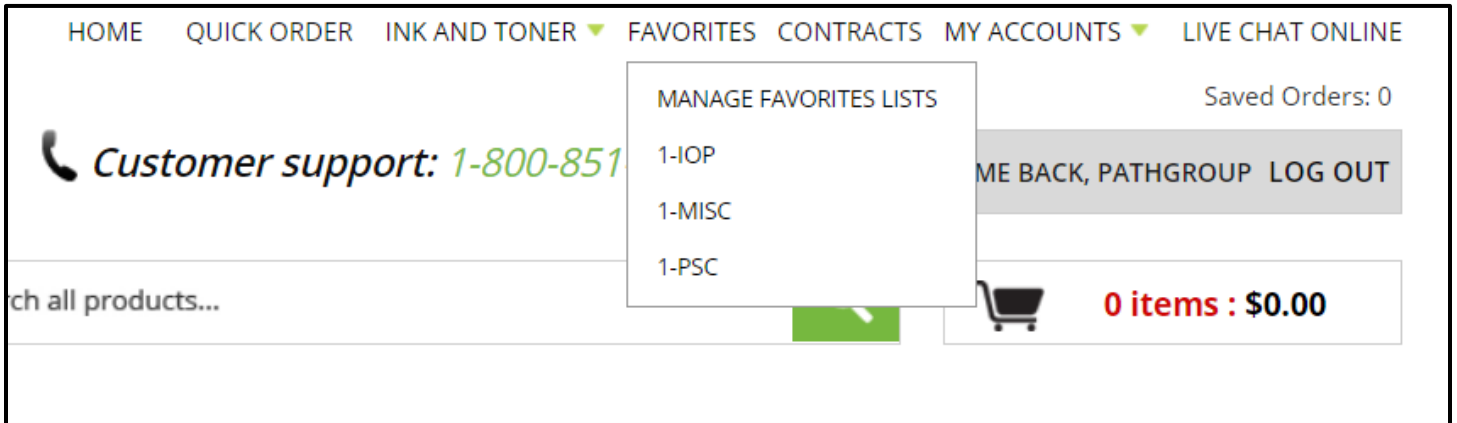 HOME QUICK ORDER INK AND TONER FAVORITES CONTRACTS MY ACCOUNTS LIVE CHAT ONLINE
MANAGE FAVORITES LISTS
Saved Orders: 0
Customer support: 1-800-851
1-IOP
BACK, PATHGROUP LOG OUT
1-MISC
1-PSC
all products...
0 items : $0.00